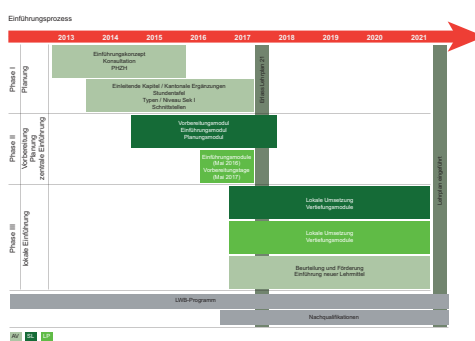 Einführungsprozess
2013 2014 2015 2016 2017 2018 2019 2020 2021
Phase I
Planung
Einführungskonzept
Konsultation
PHZH
Einleitende Kapitel / Kantonale Ergänzungen
Stundentafel
Typen / Niveau Sek I
Schnittstellen
Erlass Lehrplan 21
Phase II
Vorbereitung
Planung
zentrale Einführung
Vorbereitungsmodul
Einführungsmodul
Planungsmodul
Einführungsmodule
(Mai 2016)
Vorbereitungstage
(Mai 2017)
Lehrplan eingeführt
Phase III
lokale Einführung
Lokale Umsetzung
Vertiefungsmodule
Lokale Umsetzung
Vertiefungsmodule
Beurteilung und Förderung
Einführung neuer Lehrmittel
LWB-Programm
Nachqualifikationen
AV SL LP